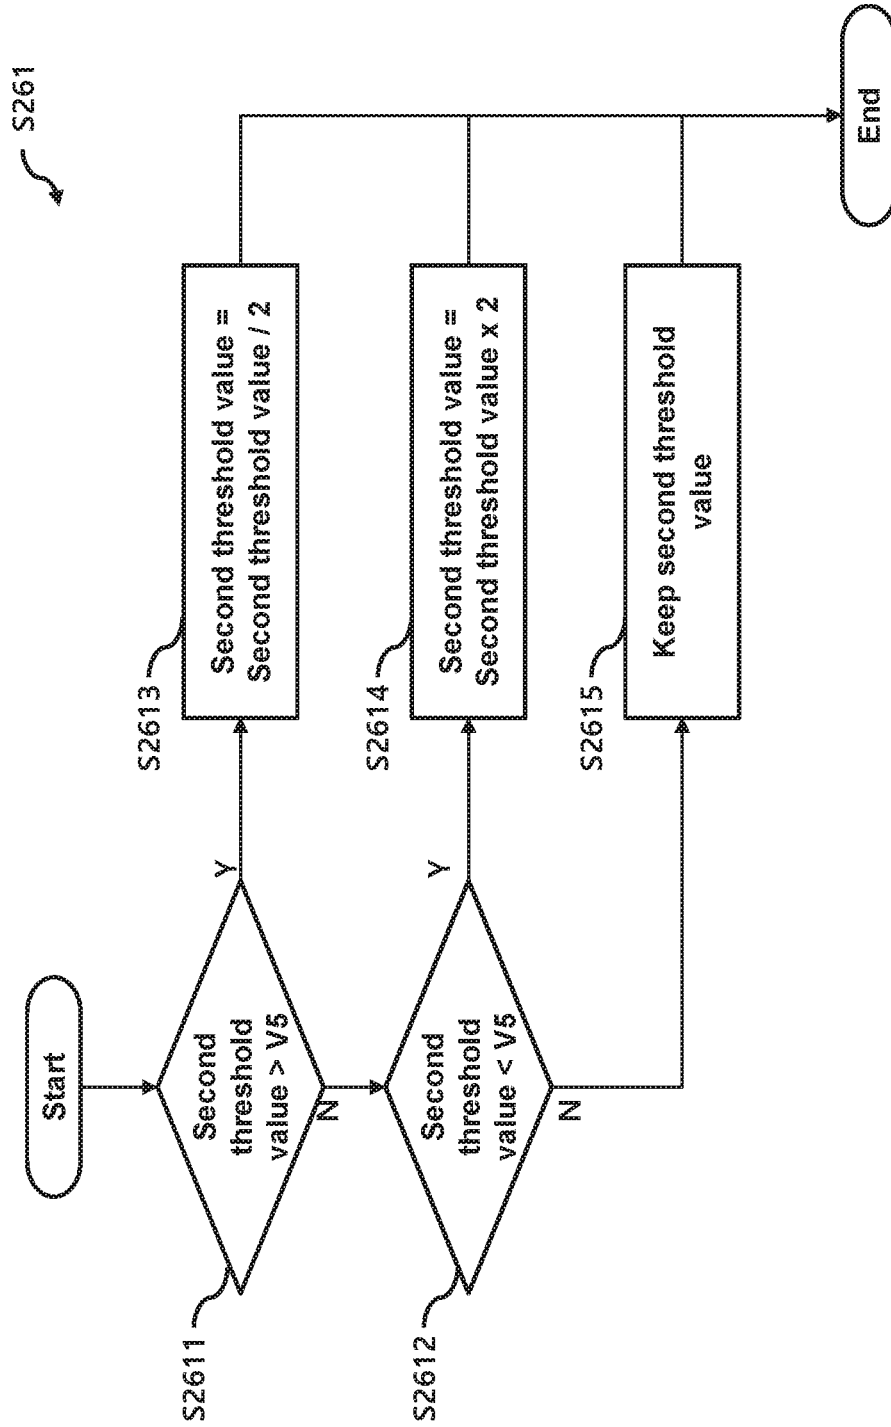 S261
Start
S2611
Second
threshold
value > V5
Y
N
S2613
Second threshold value =
Second threshold value / 2
S2612
Second
threshold
value < V5
Y
N
S2614
Second threshold value =
Second threshold value x 2
S2615
Keep second threshold
value
End